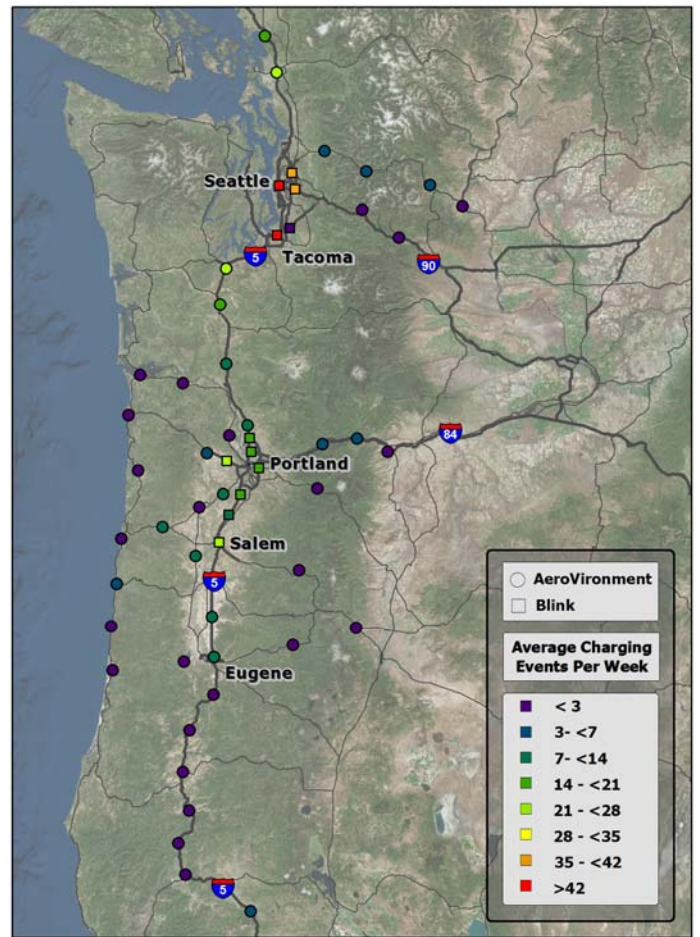 Seattle
Tacoma
5
90
84
Portland
Salem
5
Eugene
5
AeroVironment
Blink
Average Charging
Events Per Week
< 3
3- <7
7- <14
14 - <21
21 - <28
28 - <35
35 - <42
>42